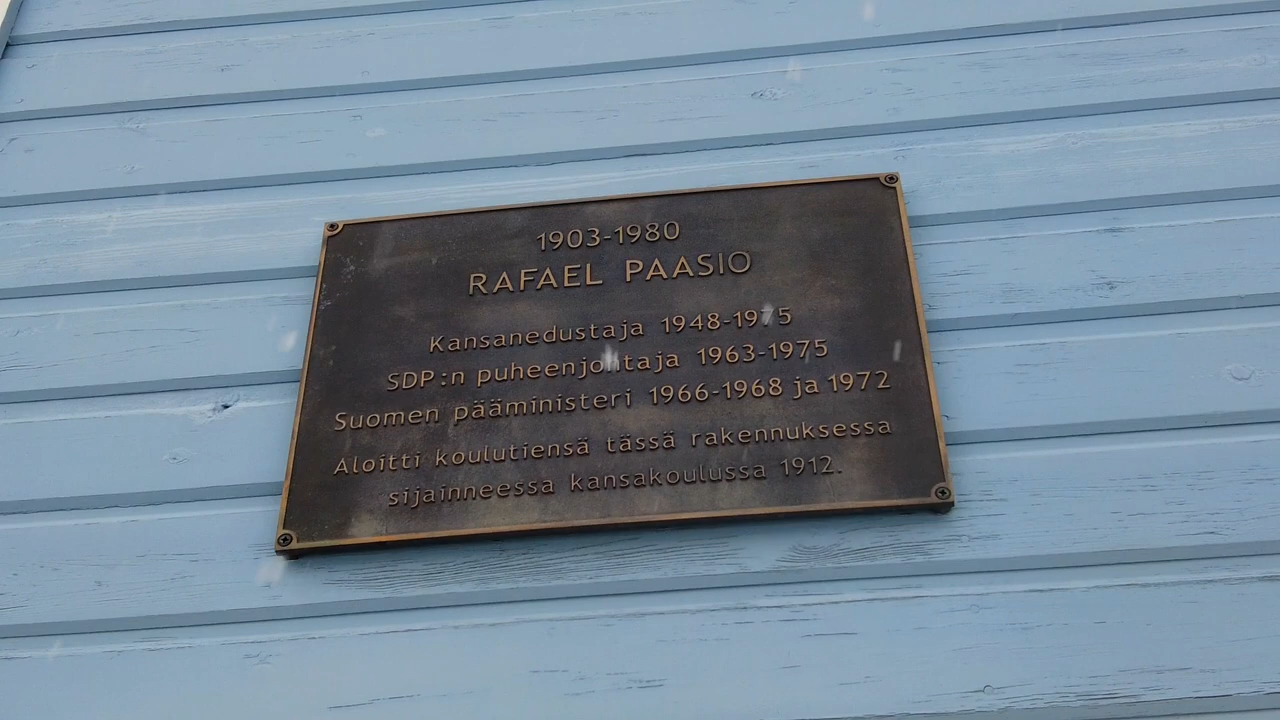 1903-1980
RAFAEL PAASIO
Kansanedustaja 1948-1975
SDP:n puheenjohtaja 1963-1975
Suomen pääministeri 1966-1968 ja 1972
Aloitti koulutiensä tässä rakennuksessa
sijainneessa kansakoulussa 1912.